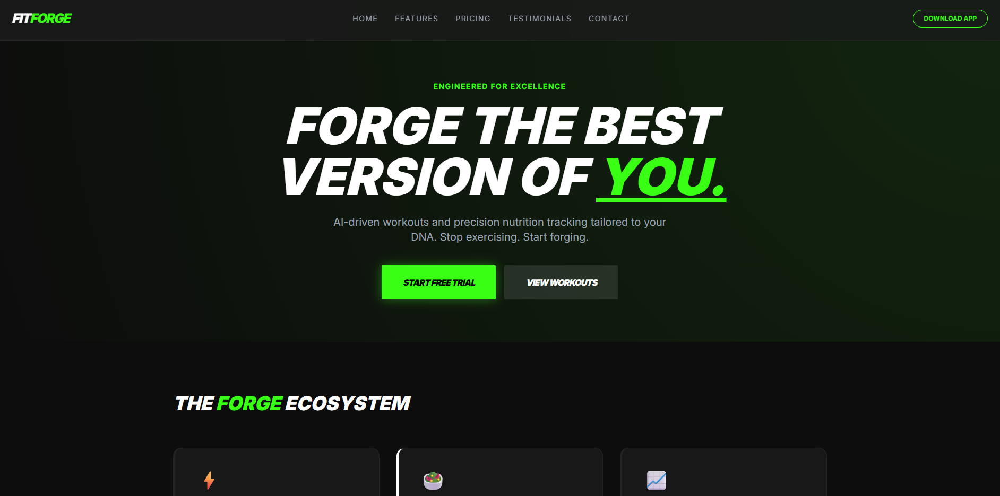 FITFORGE
HOME FEATURES PRICING TESTIMONIALS CONTACT
DOWNLOAD APP
ENGINEERED FOR EXCELLENCE
FORGE THE BEST
VERSION OF YOU.
AI-driven workouts and precision nutrition tracking tailored to your
DNA. Stop exercising. Start forging.
START FREE TRIAL
VIEW WORKOUTS
THE FORGE ECOSYSTEM